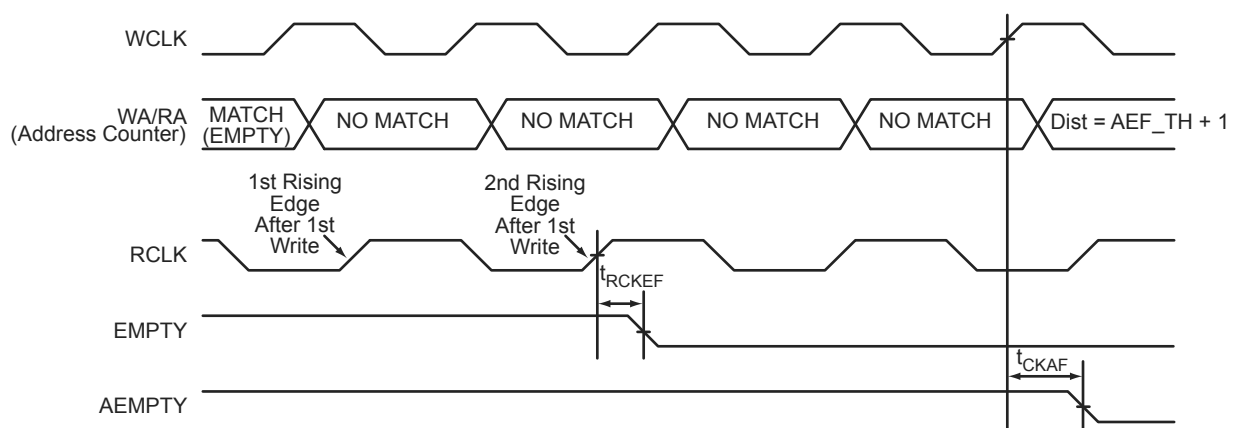 WCLK
WA/RA
(Address Counter)
MATCH
(EMPTY)
NO MATCH
NO MATCH
NO MATCH
NO MATCH
Dist = AEF_TH + 1
1st Rising
Edge
After 1st
Write
2nd Rising
Edge
After 1st
Write
RCLK
tRCKEF
EMPTY
tCKAF
AEMPTY